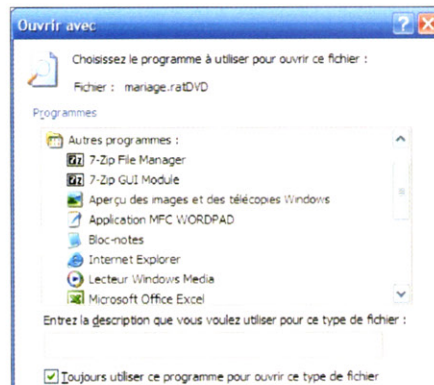 Ouvrir avec
Choisissez le programme à utiliser pour ouvrir ce fichier :
Fichier : mariage.ratDVD
Programmes
Autres programmes :
7-Zip File Manager
7-Zip GUI Module
Aperçu des images et des télécopies Windows
Application MFC WORDPAD
Bloc-notes
Internet Explorer
Lecteur Windows Media
Microsoft Office Excel
Entrez la description que vous voulez utiliser pour ce type de fichier :
Toujours utiliser ce programme pour ouvrir ce type de fichier